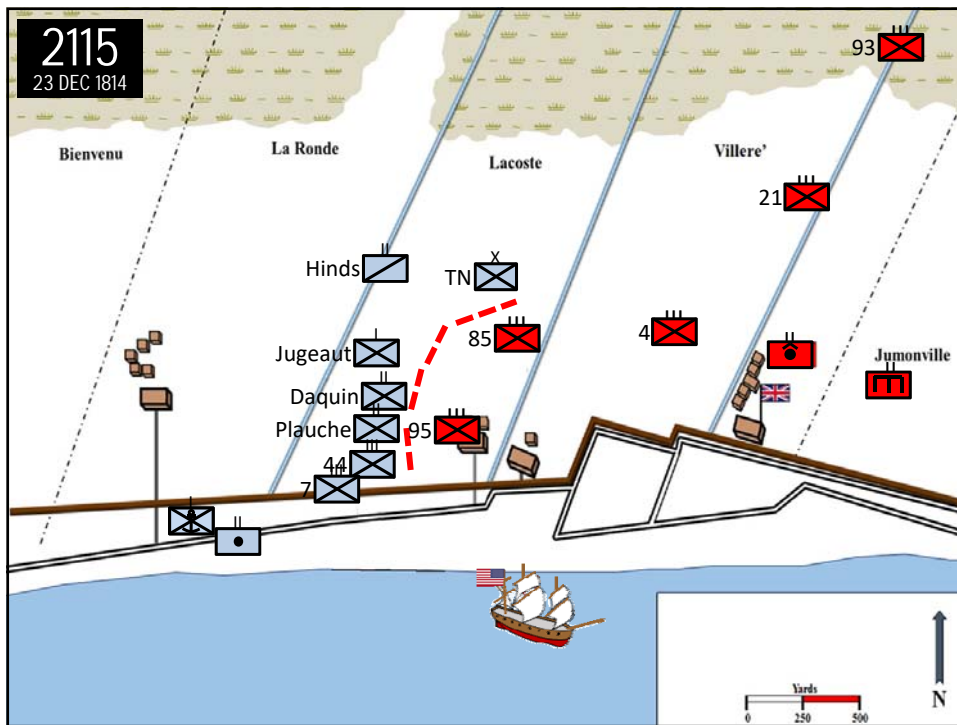 2115
23 DEC 1814
93
Bienvenu
La Ronde
Lacoste
Villere'
21
Hinds
X
TN
Jugeaut
85
4
Jumonville
Daquin
Plauche
95
44
7
Yards
0 250 500
N